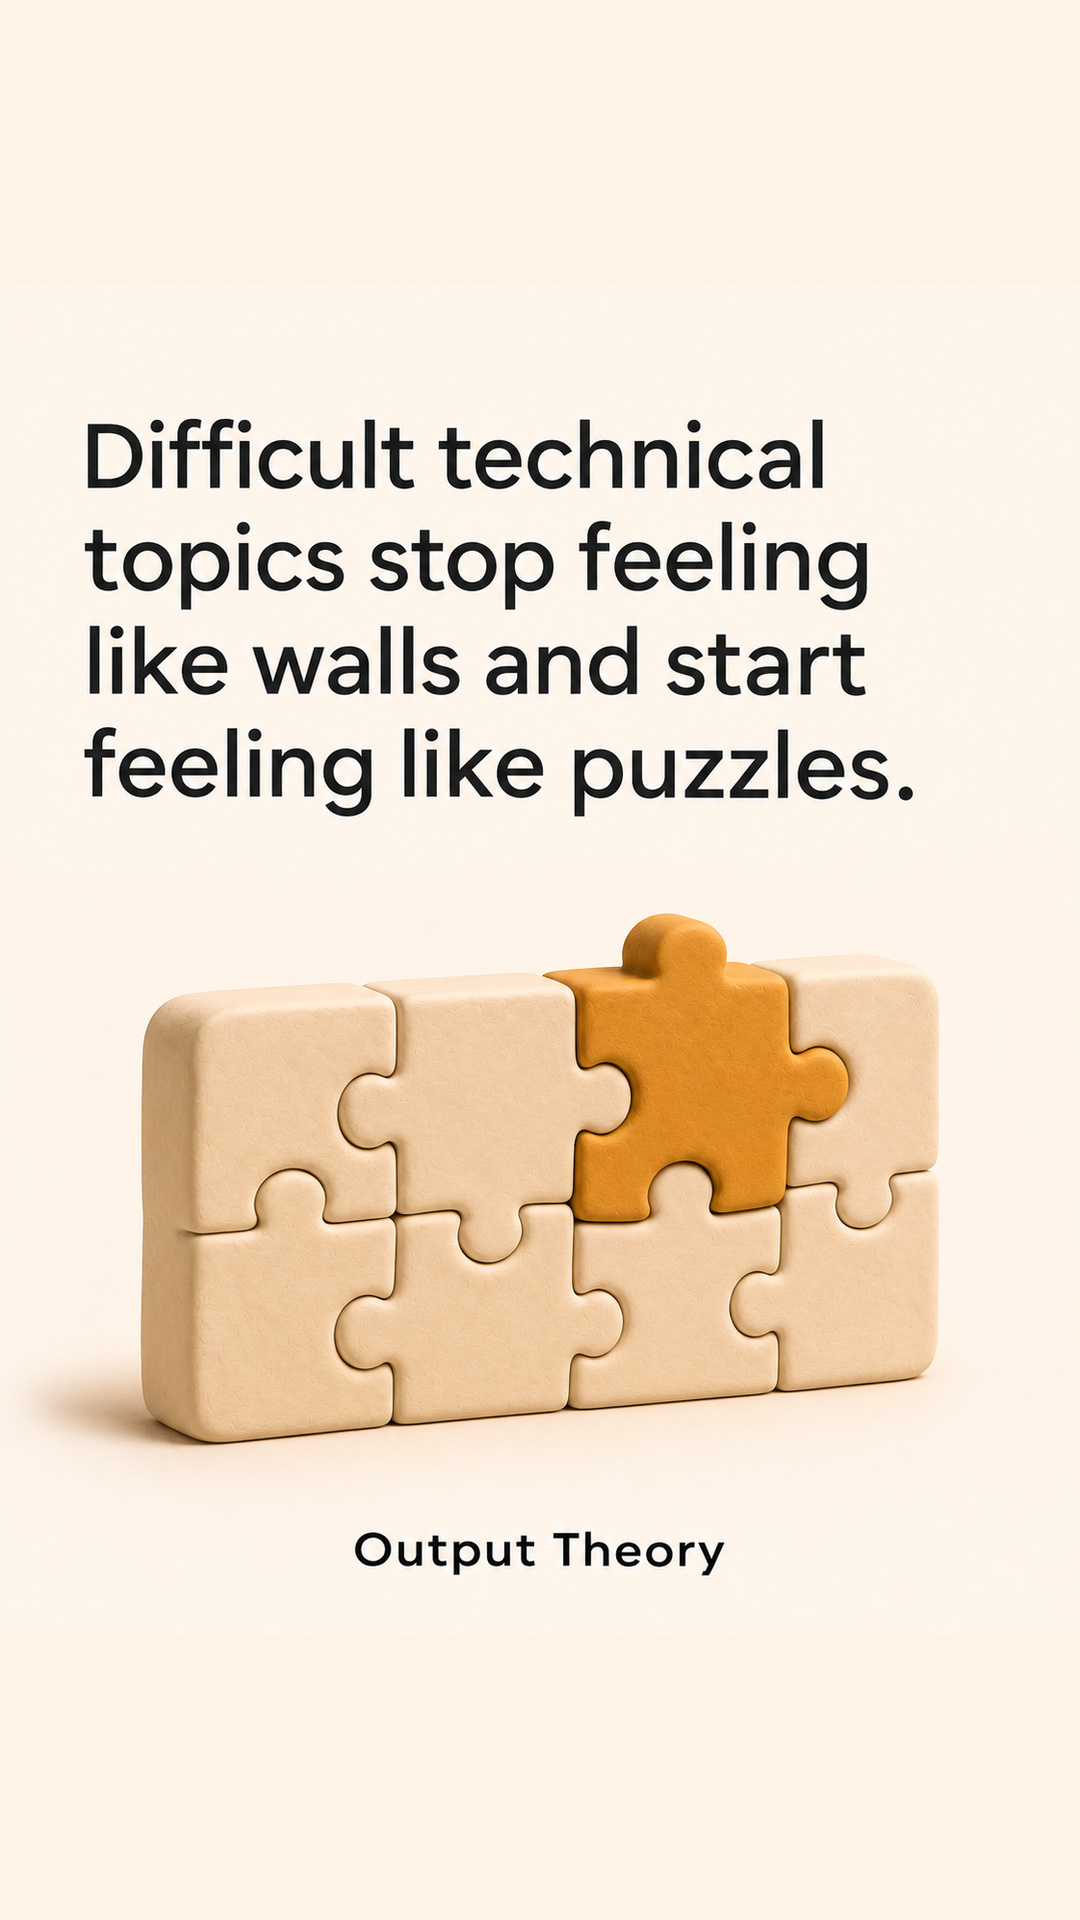 Difficult technical
topics stop feeling
like walls and start
feeling like puzzles.
Output Theory